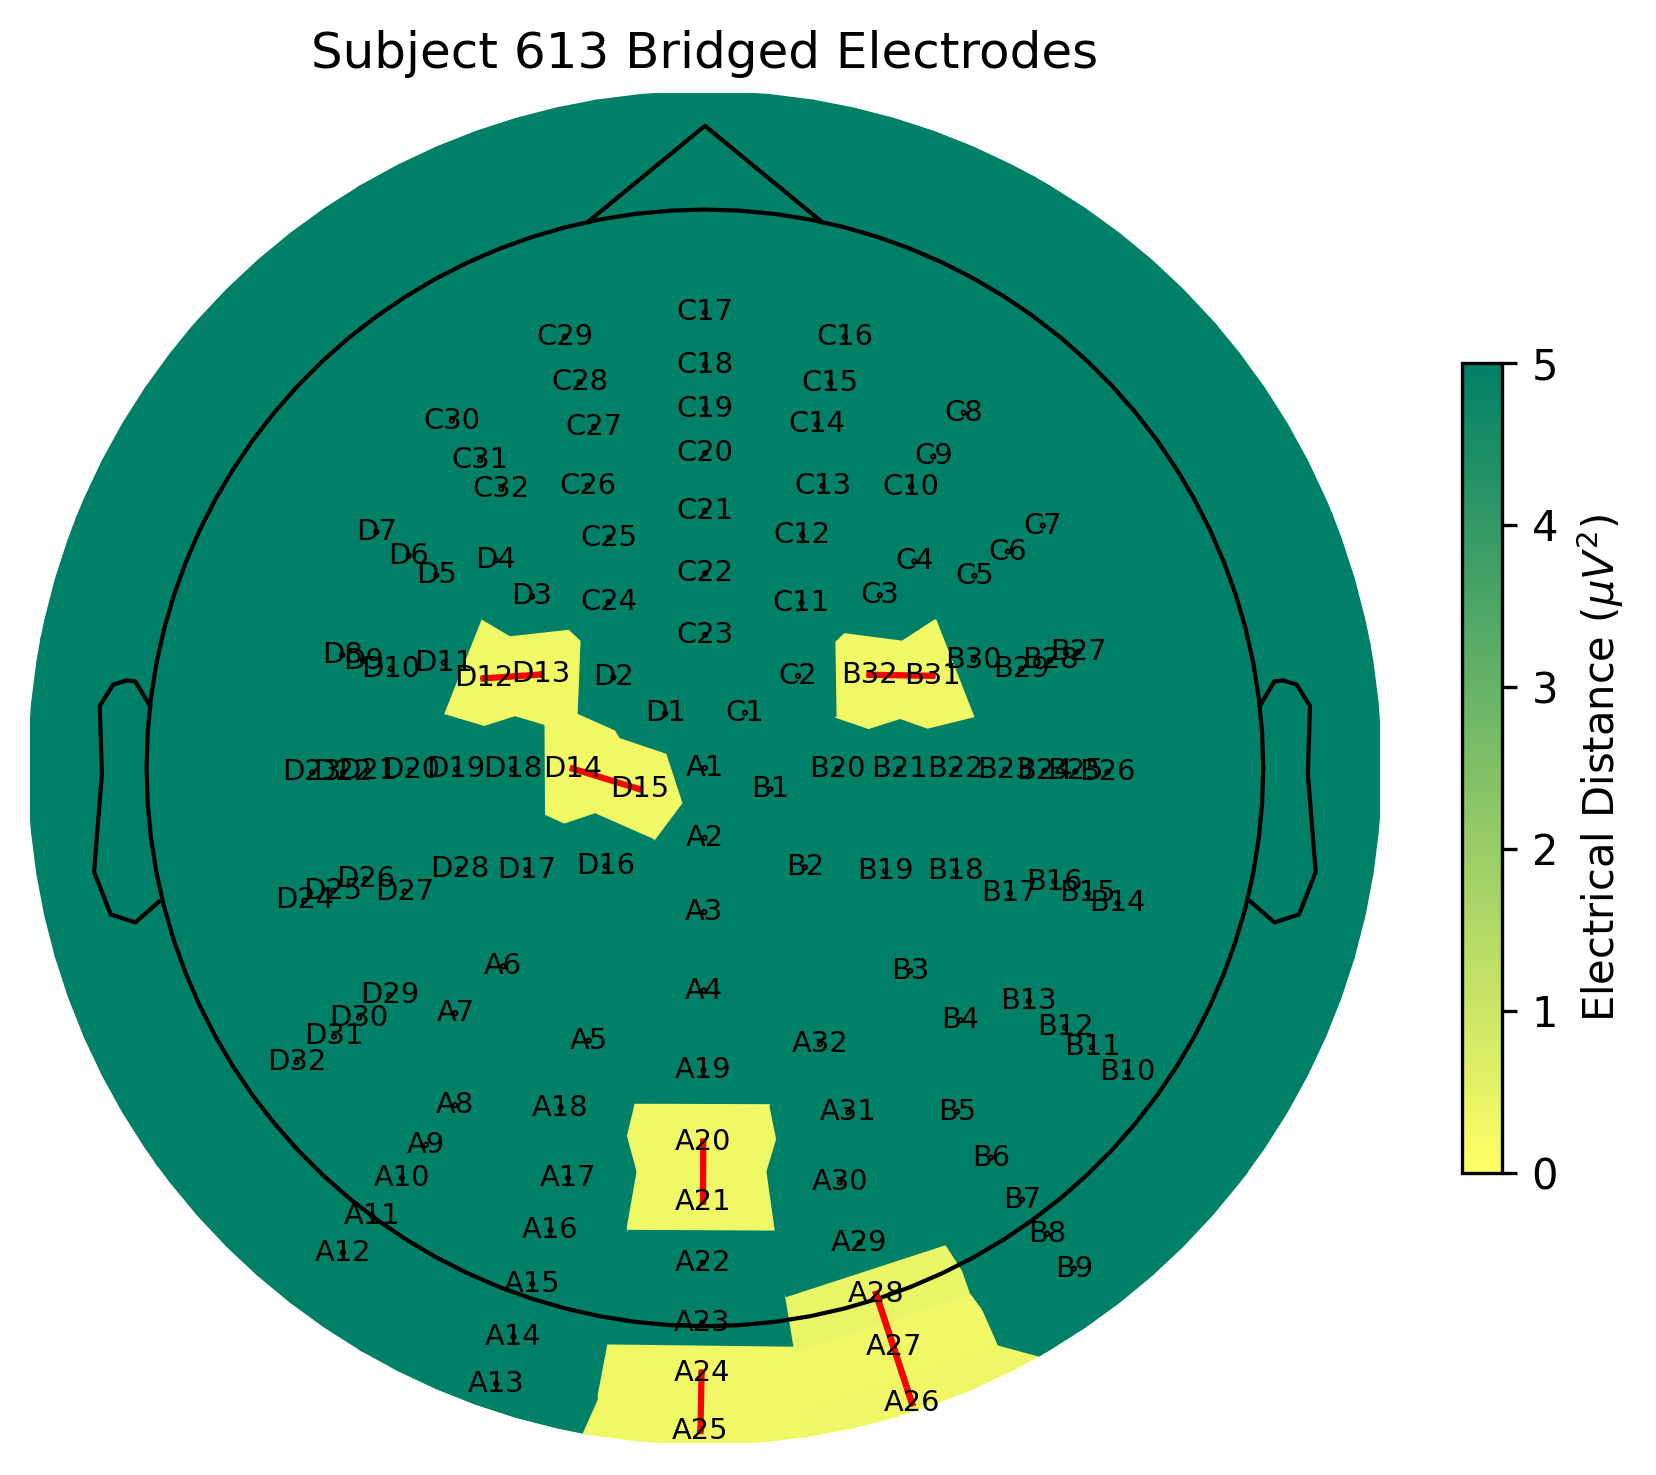 Subject 613 Bridged Electrodes
C17
C29
C16
C18
C28
C15
C19
C8
C30
C27
C14
C20
C9
C31
C32
C26
C13
C10
C21
D7
C25
C12
C7
D6
D4
C6
C4
D5
C22
C5
D3
C24
C11
C3
C23
D8
D9
D10
D11
D12
D13
D2
C2
B32
B31
B30
B29
B28
B27
D1
C1
D23
D22
D21
D20
D19
D18
D14
A1
B20
B21
B22
B23
B24
B25
B26
D15
B1
A2
D24
D25
D26
D27
D28
D17
D16
B2
B19
B18
B17
B16
B15
B14
A3
A6
B3
D29
A4
B13
D30
A7
B4
B12
D31
A5
A32
B11
D32
A19
B10
A8
A18
A31
B5
A9
A20
B6
A10
A17
A30
A21
B7
A11
A16
B8
A12
A29
A22
B9
A15
A28
A14
A23
A27
A13
A24
A26
A25
5
4
3
2
1
0
Electrical Distance (μV²)